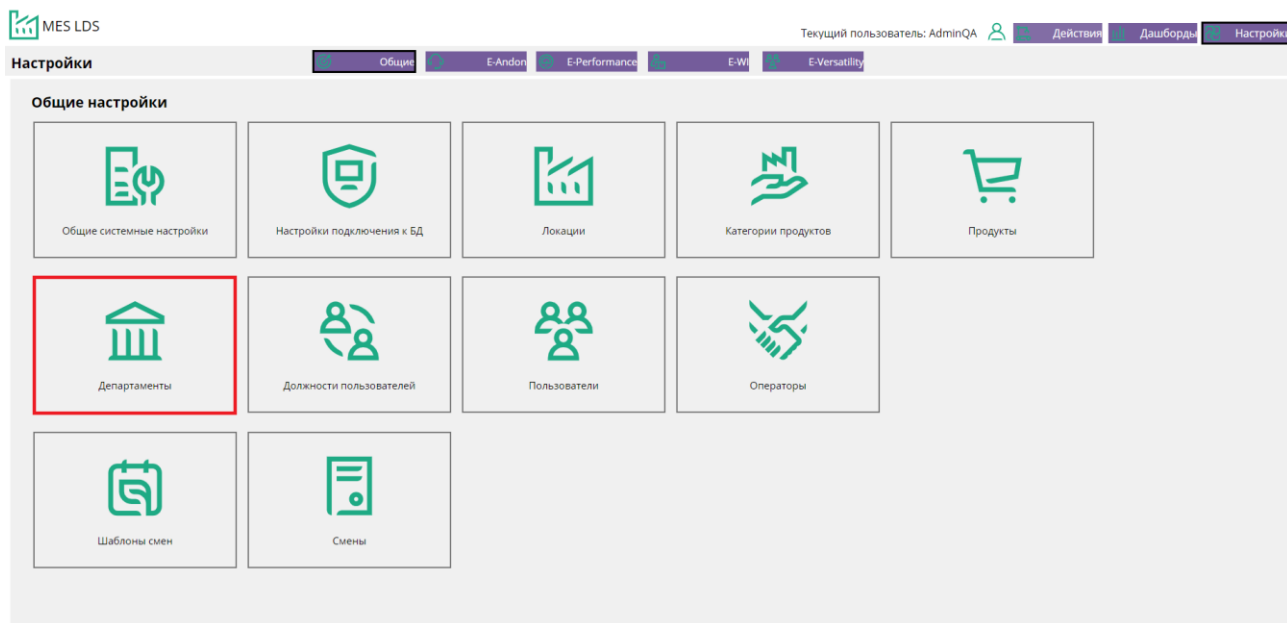 MES LDS
Текущий пользователь: AdminQA
Действия
Дашборды
Настройки
Настройки
Общие
E-Andon
E-Performance
E-WI
E-Versatility
Общие настройки
Общие системные настройки
Настройки подключения к БД
Локации
Категории продуктов
Продукты
Департаменты
Должности пользователей
Пользователи
Операторы
Шаблоны смен
Смены